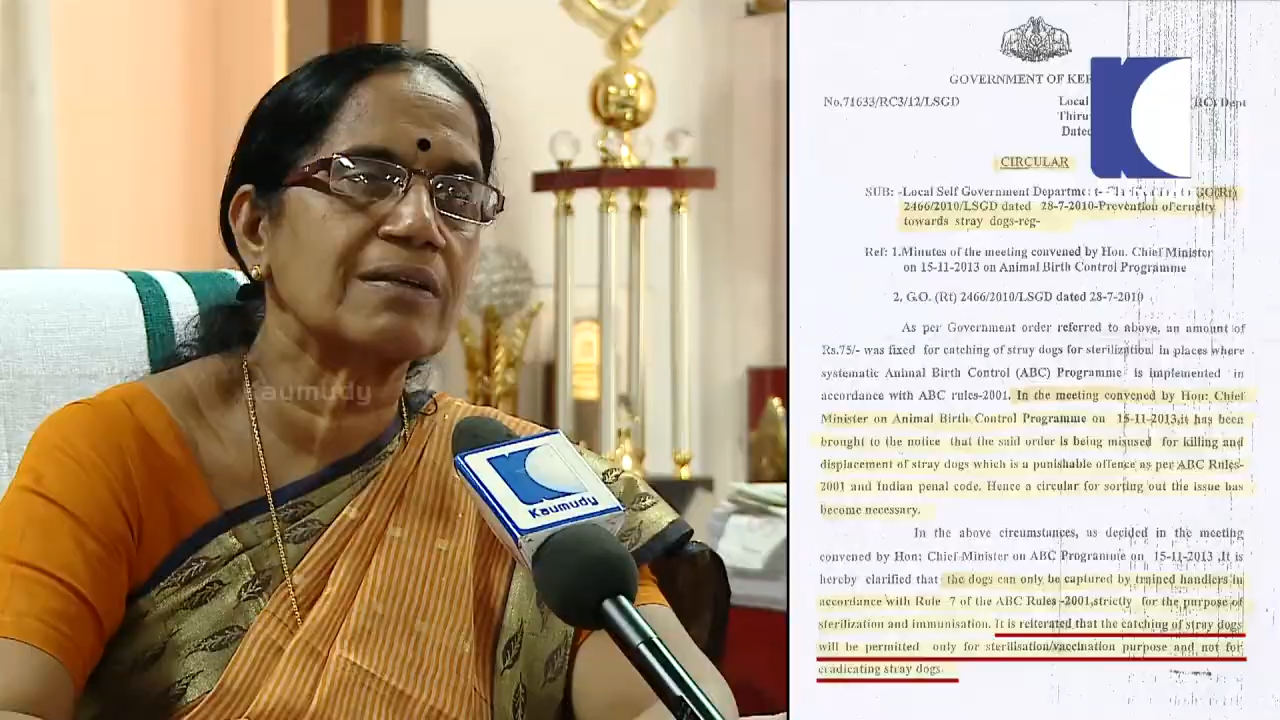 Kaumudy
Kaumudy
GOVERNMENT OF
No.71633/RC3/12/LSGD
Local
Dept
Dated
CIRCULAR
SUB: -Local Self Government
2466/2010/LSGD dated 28-7-2010-Prevention of cruelty
towards stray dogs-reg-
Ref: 1.Minutes of the meeting convened by Hon. Chief Minister
on 15-11-2013 on Animal Birth Control Programme
2. G.O. (Rt) 2466/2010/LSGD dated 28-7-2010
As per Government order referred to above, an amount of
Rs.75/- was fixed for catching of stray dogs for sterilization in places where
systematic Animal Birth Control (ABC) Programme is implemented in
accordance with ABC rules-2001. In the meeting convened by Hon: Chief
Minister on Animal Birth Control Programme on 15-11-2013,it has been
brought to the notice that the said order is being misused for killing and
displacement of stray dogs which is a punishable offence as per ABC Rules-
2001 and Indian penal code. Hence a circular for sorting out the issue has
become necessary.
In the above circumstances, as decided in the meeting
convened by Hon: Chief Minister on ABC Programme on 15-11-2013 ,It is
hereby clarified that the dogs can only be captured by trained handlers in
accordance with Rule 7 of the ABC Rules -2001,strictly for the purpose of
sterilization and immunisation. It is reiterated that the catching of stray dogs
will be permitted only for sterilisation/vaccination purpose and not for
eradicating stray dogs.